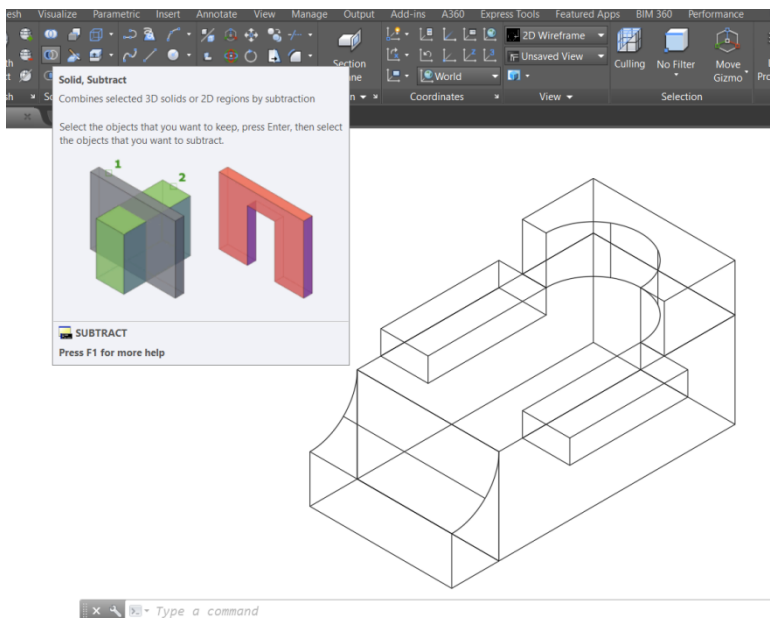 esh Visualize Parametric Insert Annotate View Manage Output Add-ins A360 Express Tools Featured Apps BIM 360 Performance
2D Wireframe
Section
Unsaved View
Culling No Filter Move
Gizmo
World
Coordinates View Selection
Solid, Subtract
Combines selected 3D solids or 2D regions by subtraction
Select the objects that you want to keep, press Enter, then select
the objects that you want to subtract.
1
2
SUBTRACT
Press F1 for more help
Type a command